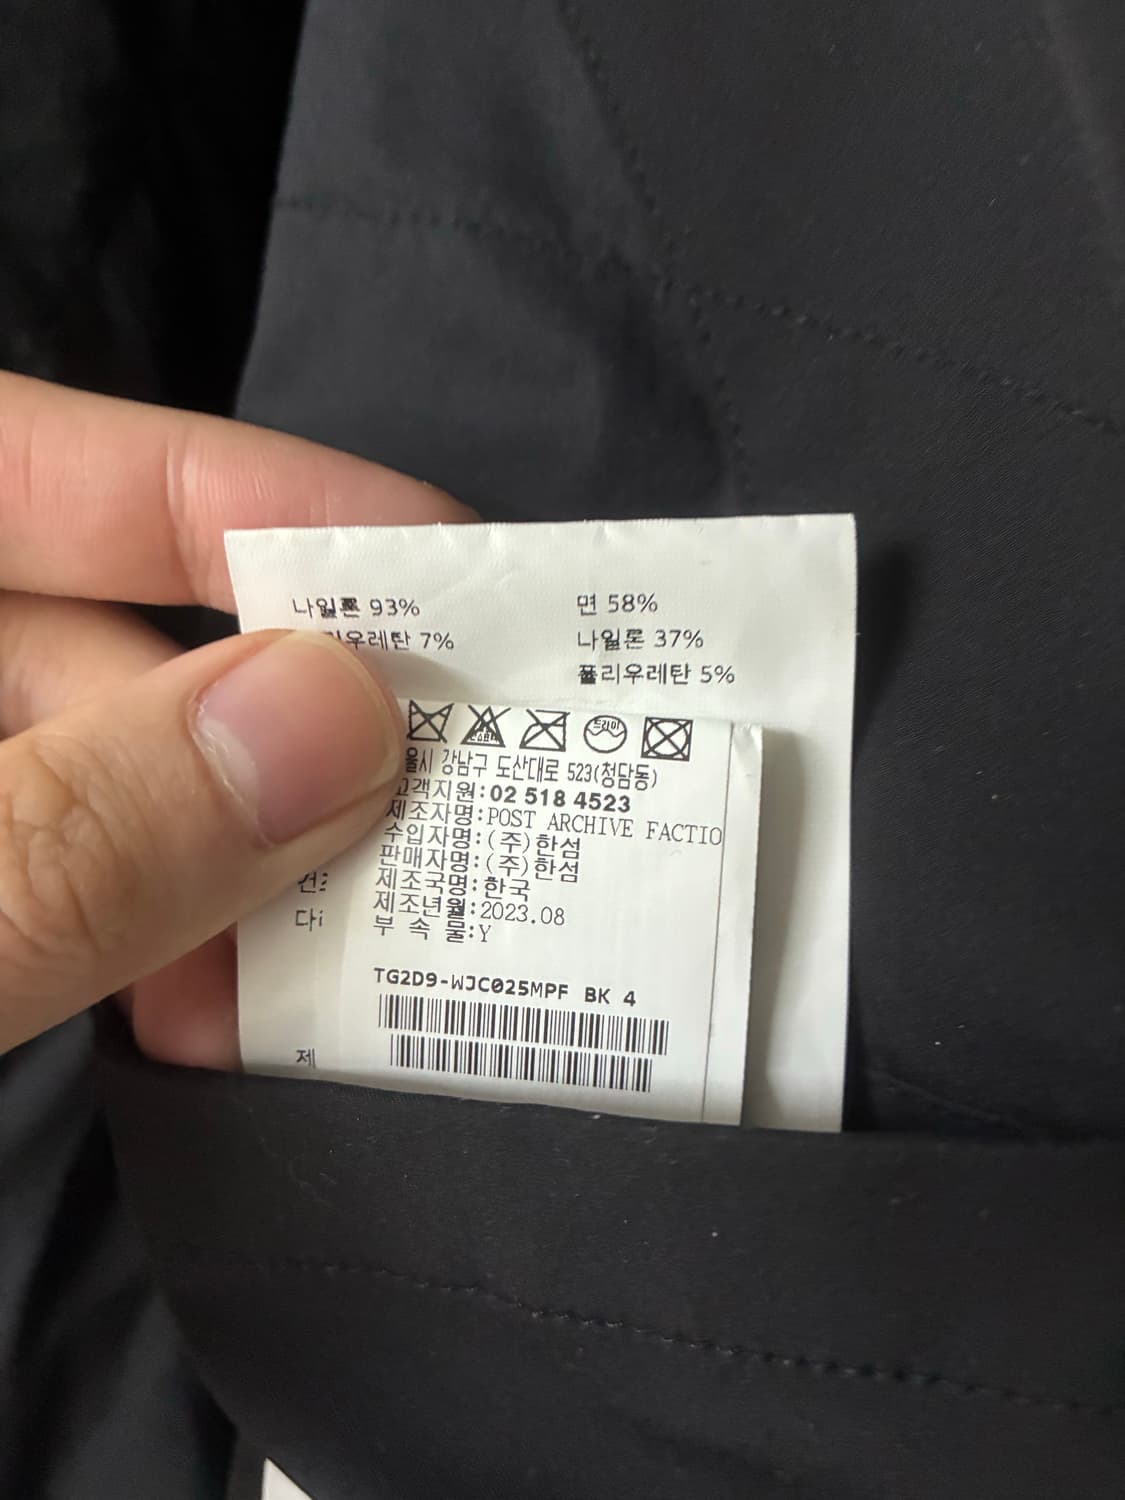 나일론 93%
면 58%
리우레탄 7%
나일론 37%
폴리우레탄 5%
드라이
울시 강남구 도산대로 523(청담동)
고객지원:02 518 4523
제조자명:POST ARCHIVE FACTIO
수입자명:(주)한섬
판매자명:(주)한섬
제조국명:한국
제조년월:2023.08
부 속 물:Y
다
TG2D9-WJC025MPF BK 4
제